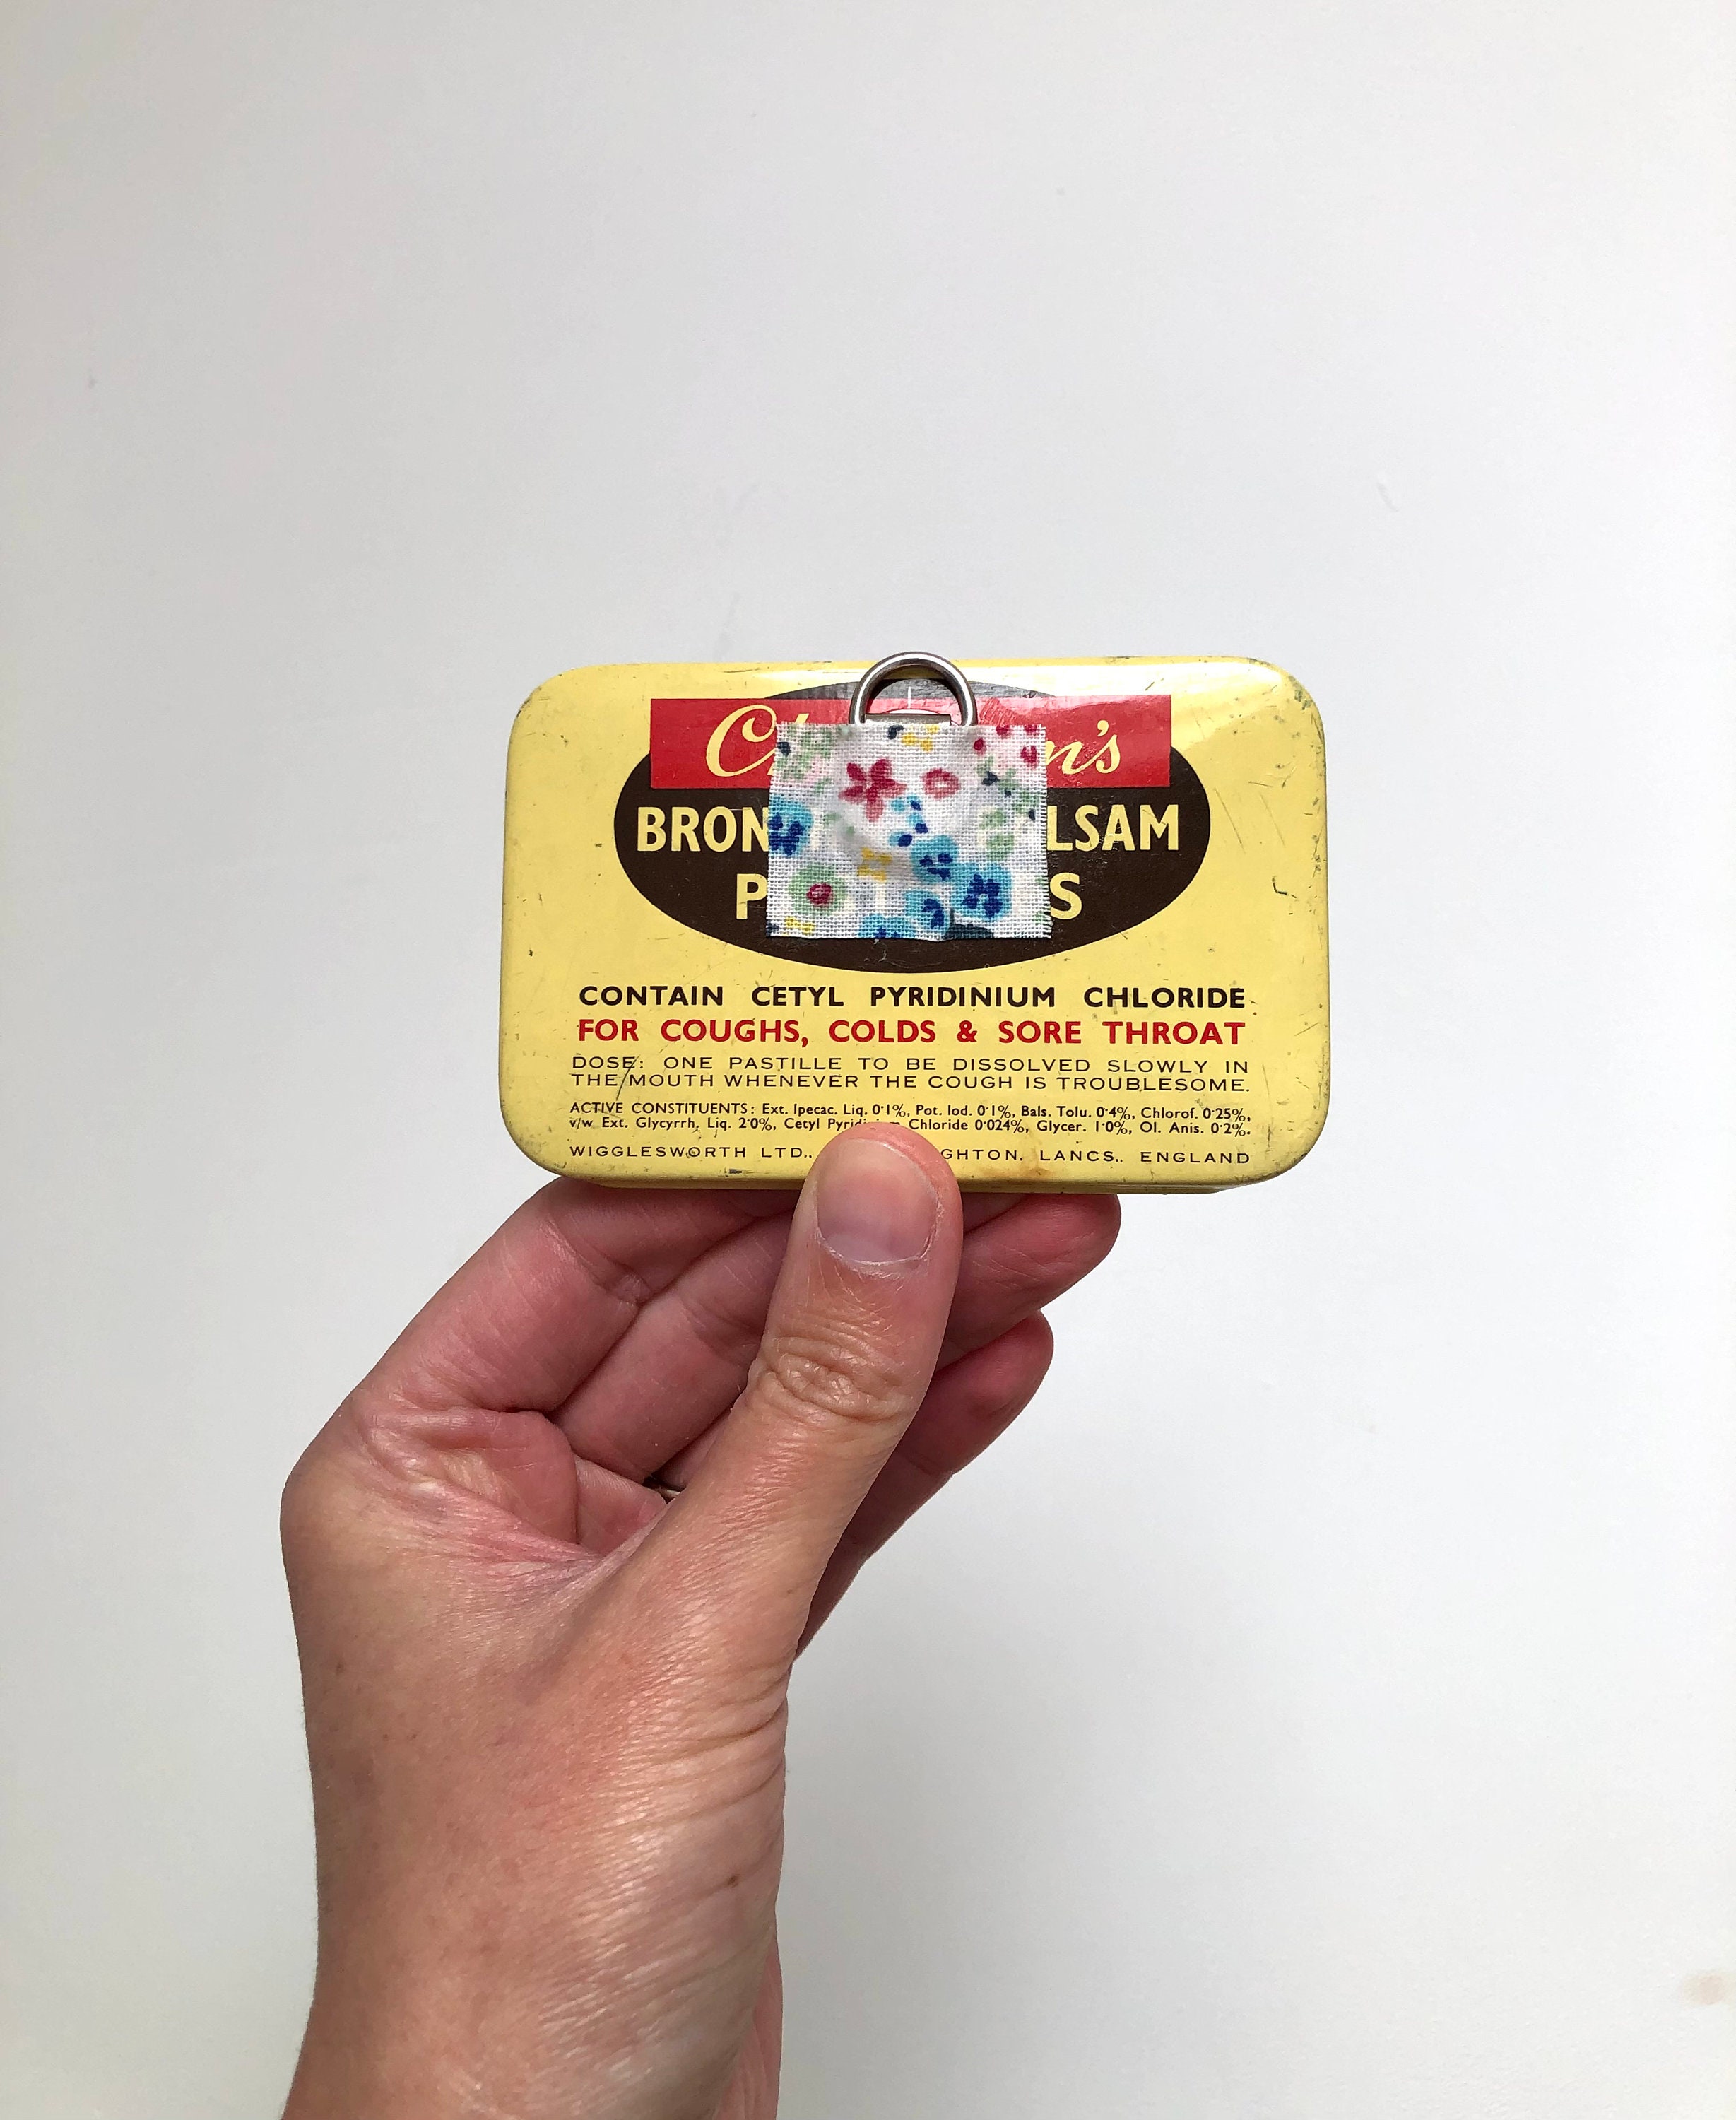 BRON LSAM
P S
CONTAIN CETYL PYRIDINIUM CHLORIDE
FOR COUGHS, COLDS & SORE THROAT
DOSE: ONE PASTILLE TO BE DISSOLVED SLOWLY IN
THE MOUTH WHENEVER THE COUGH IS TROUBLESOME.
ACTIVE CONSTITUENTS: Ext. Ipecac. Liq. 0·1%, Pot. Iod. 0·1%, Bals. Tolu. 0·4%, Chlorof. 0·25%,
v/w Ext. Glycyrrh. Liq. 2·0%, Cetyl Chloride 0·024%, Glycer. 1·0%, Ol. Anis. 0·2%.
WIGGLESWORTH LTD., GHTON, LANCS., ENGLAND